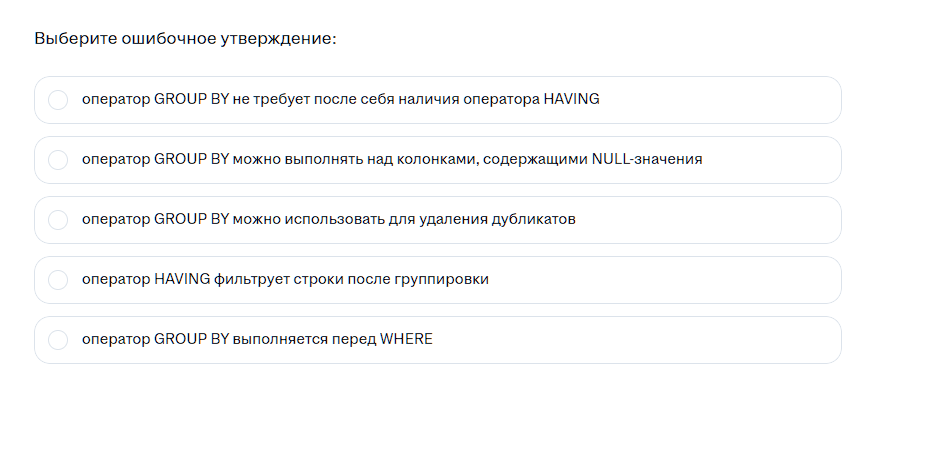 Выберите ошибочное утверждение:
оператор GROUP BY не требует после себя наличия оператора HAVING
оператор GROUP BY можно выполнять над колонками, содержащими NULL-значения
оператор GROUP BY можно использовать для удаления дубликатов
оператор HAVING фильтрует строки после группировки
оператор GROUP BY выполняется перед WHERE